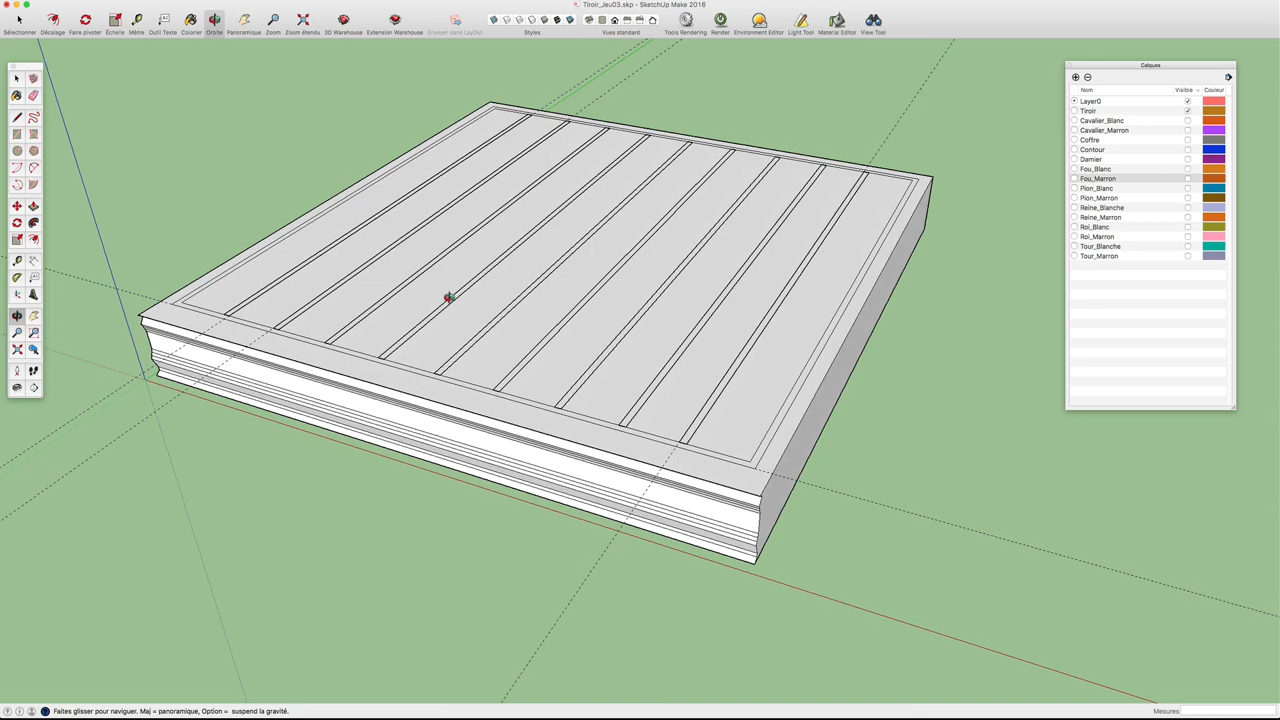 Tiroir_Jeu03.skp - SketchUp Make 2016
Sélectionner Décalage Faire pivoter Échelle Mètre Outil Texte Colorier Orbite Panoramique Zoom Zoom étendu 3D Warehouse Extension Warehouse Envoyer dans LayOut Styles Vues standard Tools Rendering Render Environment Editor Light Tool Material Editor View Tool
Calques
Nom Visible Couleur
Layer0
Tiroir
Cavalier_Blanc
Cavalier_Marron
Coffre
Contour
Damier
Fou_Blanc
Fou_Marron
Pion_Blanc
Pion_Marron
Reine_Blanche
Reine_Marron
Roi_Blanc
Roi_Marron
Tour_Blanche
Tour_Marron
Faites glisser pour naviguer. Maj = panoramique, Option = suspend la gravité.
Mesures